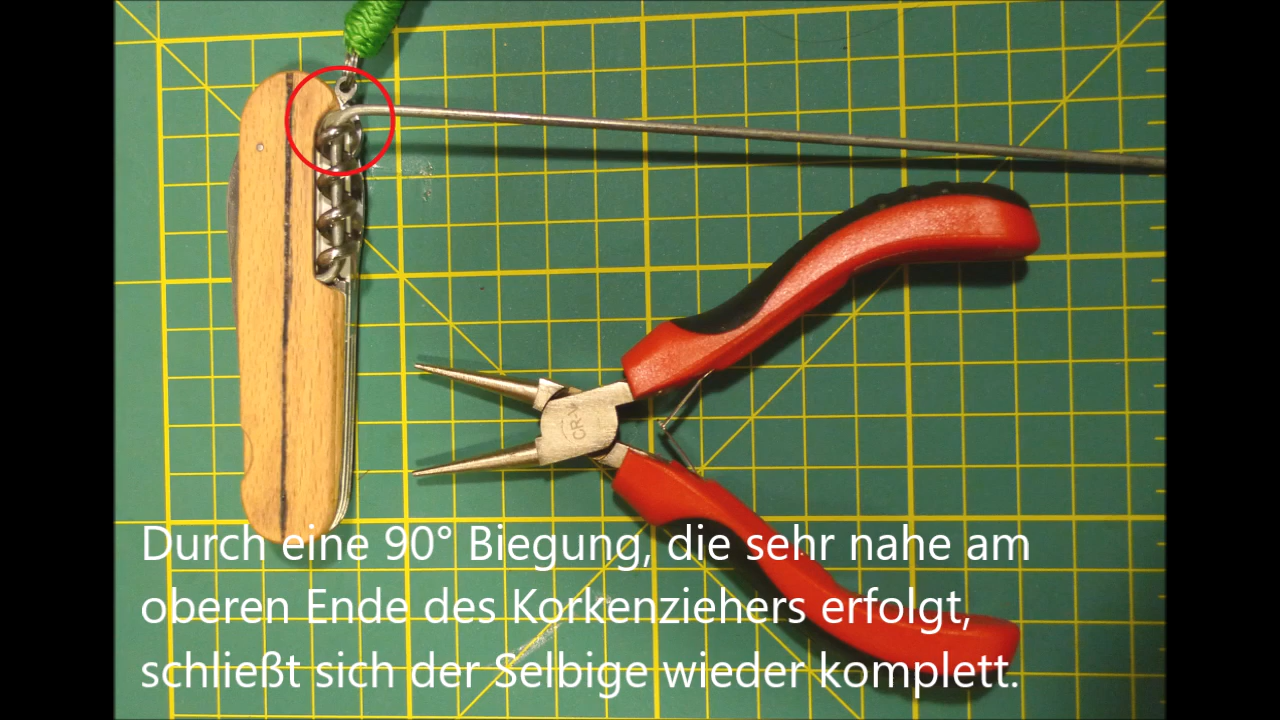 CR-V
Durch eine 90° Biegung, die sehr nahe am
oberen Ende des Korkenziehers erfolgt,
schließt sich der Selbige wieder komplett.